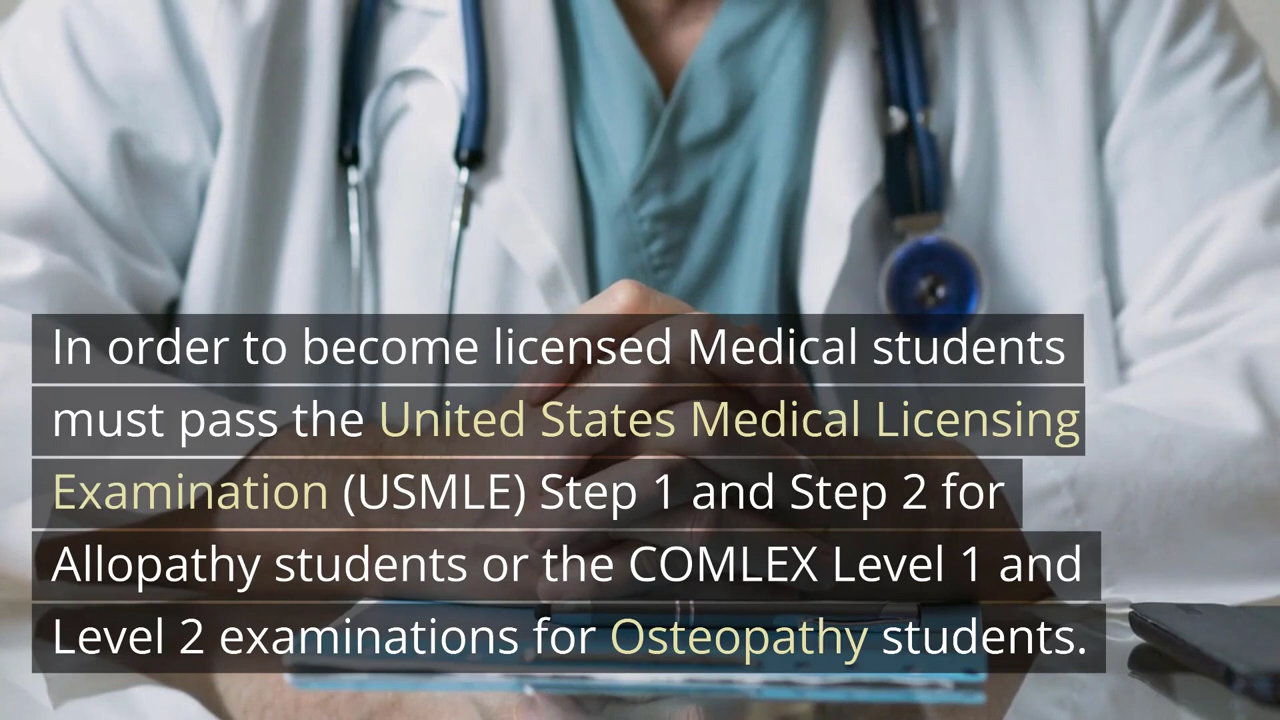 In order to become licensed Medical students
must pass the United States Medical Licensing
Examination (USMLE) Step 1 and Step 2 for
Allopathy students or the COMLEX Level 1 and
Level 2 examinations for Osteopathy students.